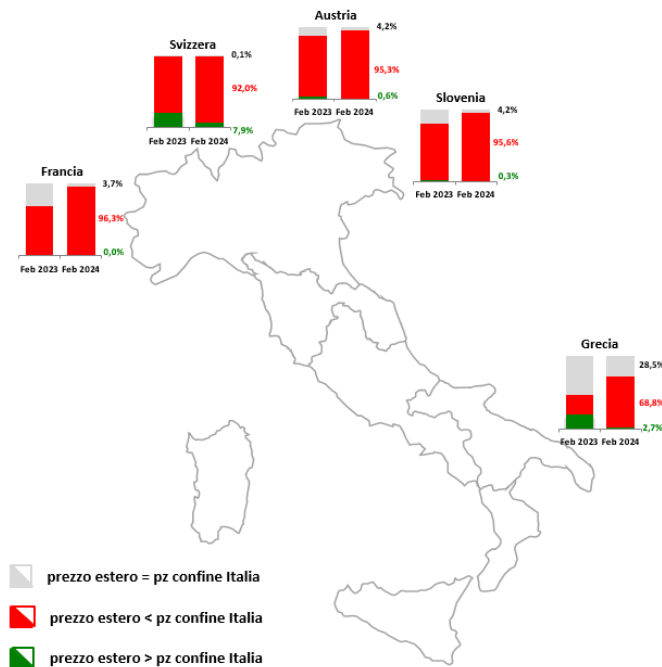 Austria
4,2%
95,3%
0,6%
Feb 2023 Feb 2024
Svizzera
0,1%
92,0%
7,9%
Feb 2023 Feb 2024
Slovenia
4,2%
95,6%
0,3%
Feb 2023 Feb 2024
Francia
3,7%
96,3%
0,0%
Feb 2023 Feb 2024
Grecia
28,5%
68,8%
2,7%
Feb 2023 Feb 2024
prezzo estero = pz confine Italia
prezzo estero < pz confine Italia
prezzo estero > pz confine Italia